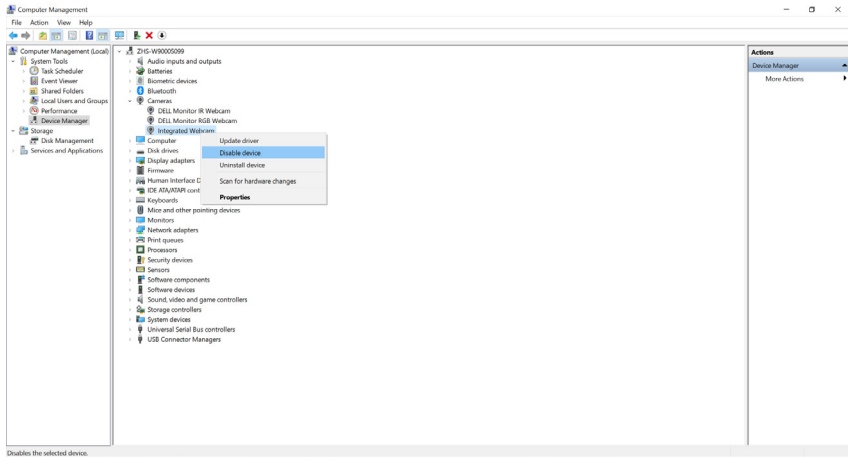 Computer Management
File Action View Help
Computer Management (Local)
System Tools
Task Scheduler
Event Viewer
Shared Folders
Local Users and Groups
Performance
Device Manager
Storage
Disk Management
Services and Applications
ZHS-W90005099
Audio inputs and outputs
Batteries
Biometric devices
Bluetooth
Cameras
DELL Monitor IR Webcam
DELL Monitor RGB Webcam
Integrated Webcam
Computer
Disk drives
Display adapters
Firmware
Human Interface D
IDE ATA/ATAPI cont
Keyboards
Mice and other pointing devices
Monitors
Network adapters
Print queues
Processors
Security devices
Sensors
Software components
Software devices
Sound, video and game controllers
Storage controllers
System devices
Universal Serial Bus controllers
USB Connector Managers
Update driver
Disable device
Uninstall device
Scan for hardware changes
Properties
Actions
Device Manager
More Actions
Disables the selected device.